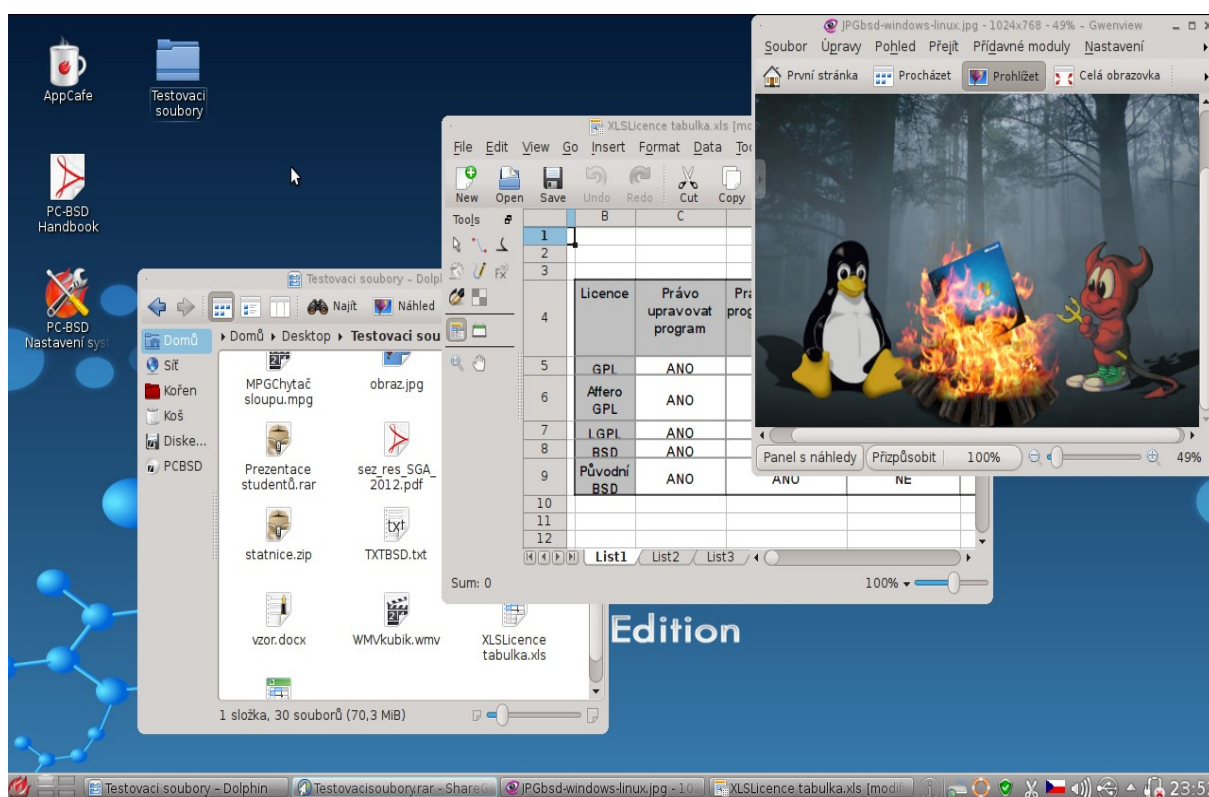 AppCafe
Testovaci
soubory
PC-BSD
Handbook
PC-BSD
Nastavení syst
JPGbsd-windows-linux.jpg - 1024x768 - 49% – Gwenview
Soubor Úpravy Pohled Přejít Přídavné moduly Nastavení
První stránka Procházet Prohlížet Celá obrazovka
Panel s náhledy Přizpůsobit 100% 49%
XLSLicence tabulka.xls [mo
File Edit View Go Insert Format Data
New Open Save Undo Redo Cut Copy
Tools
B C
1
2
3
4 Licence Právo
upravovat
program
5 GPL ANO
6 Affero
GPL ANO
7 LGPL ANO
8 BSD ANO
9 Původní
BSD ANO ANO NE
10
11
12
List1 List2 List3
Sum: 0 100%
Testovaci soubory – Dolph
Najít Náhled
Domů Desktop Testovaci sou
Domů
Síť
Kořen
Koš
Diske...
PCBSD
MPGChytač
sloupu.mpg
obraz.jpg
Prezentace
studentů.rar
sez_res_SGA_
2012.pdf
statnice.zip
txt
TXTBSD.txt
vzor.docx
WMVkubik.wmv
XLSLicence
tabulka.xls
1 složka, 30 souborů (70,3 MiB)
Edition
Testovaci soubory – Dolphin
Testovacisoubory.rar - Share
JPGbsd-windows-linux.jpg - 10
XLSLicence tabulka.xls [modif